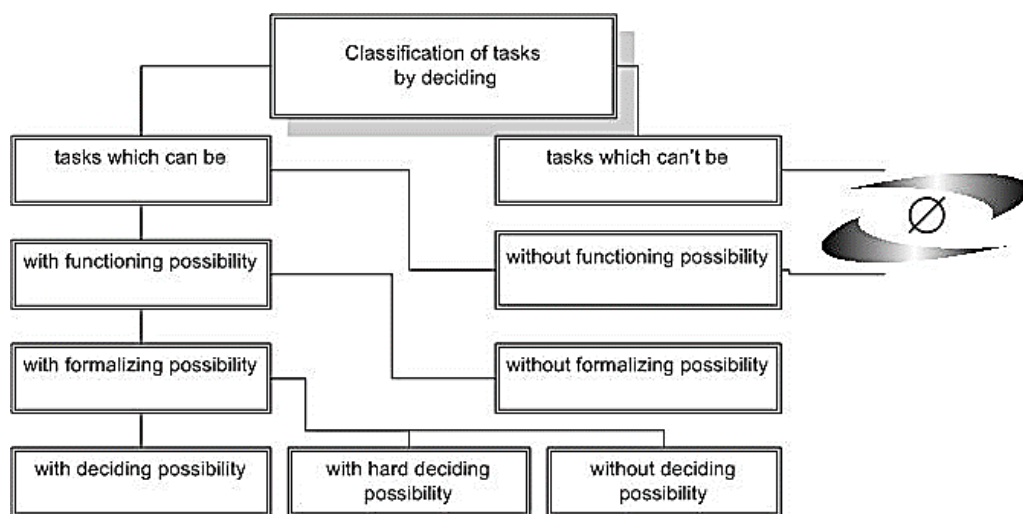 Classification of tasks
by deciding
tasks which can be
tasks which can't be
∅
with functioning possibility
without functioning possibility
with formalizing possibility
without formalizing possibility
with deciding possibility
with hard deciding
possibility
without deciding
possibility